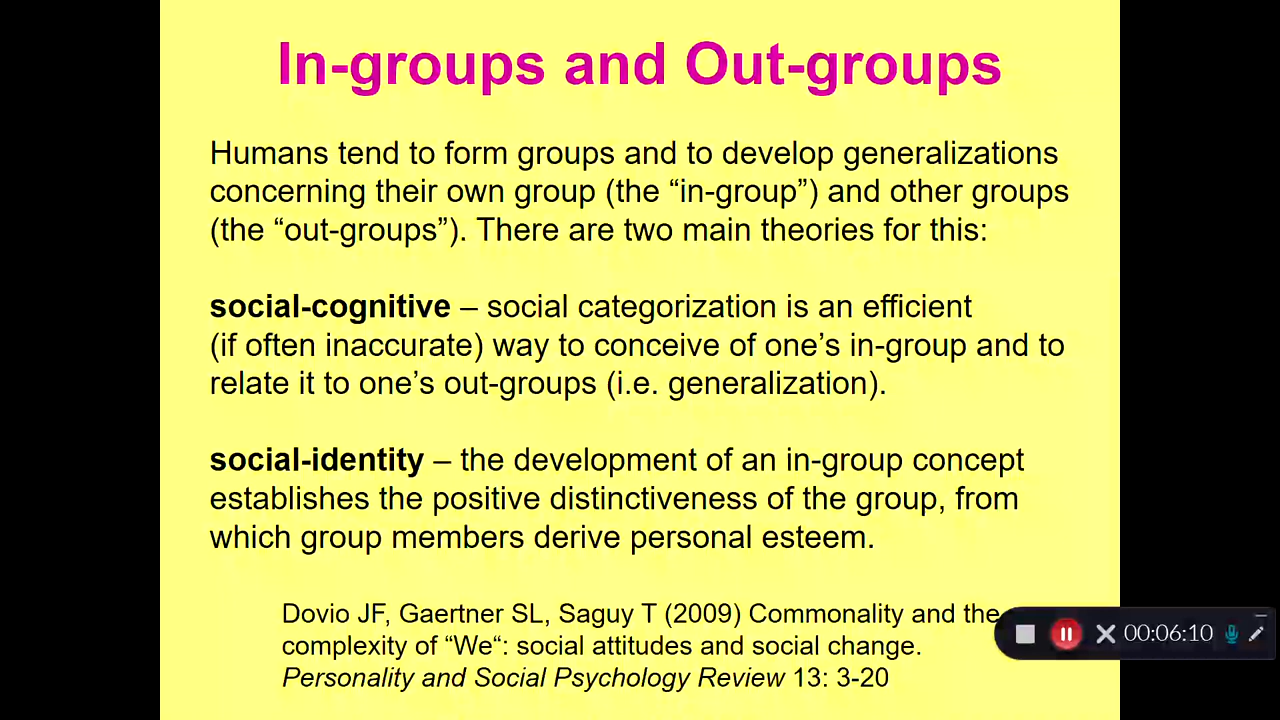 In-groups and Out-groups
Humans tend to form groups and to develop generalizations
concerning their own group (the “in-group”) and other groups
(the “out-groups”). There are two main theories for this:
social-cognitive – social categorization is an efficient
(if often inaccurate) way to conceive of one’s in-group and to
relate it to one’s out-groups (i.e. generalization).
social-identity – the development of an in-group concept
establishes the positive distinctiveness of the group, from
which group members derive personal esteem.
Dovio JF, Gaertner SL, Saguy T (2009) Commonality and the
complexity of “We“: social attitudes and social change.
Personality and Social Psychology Review 13: 3-20
00:06:10